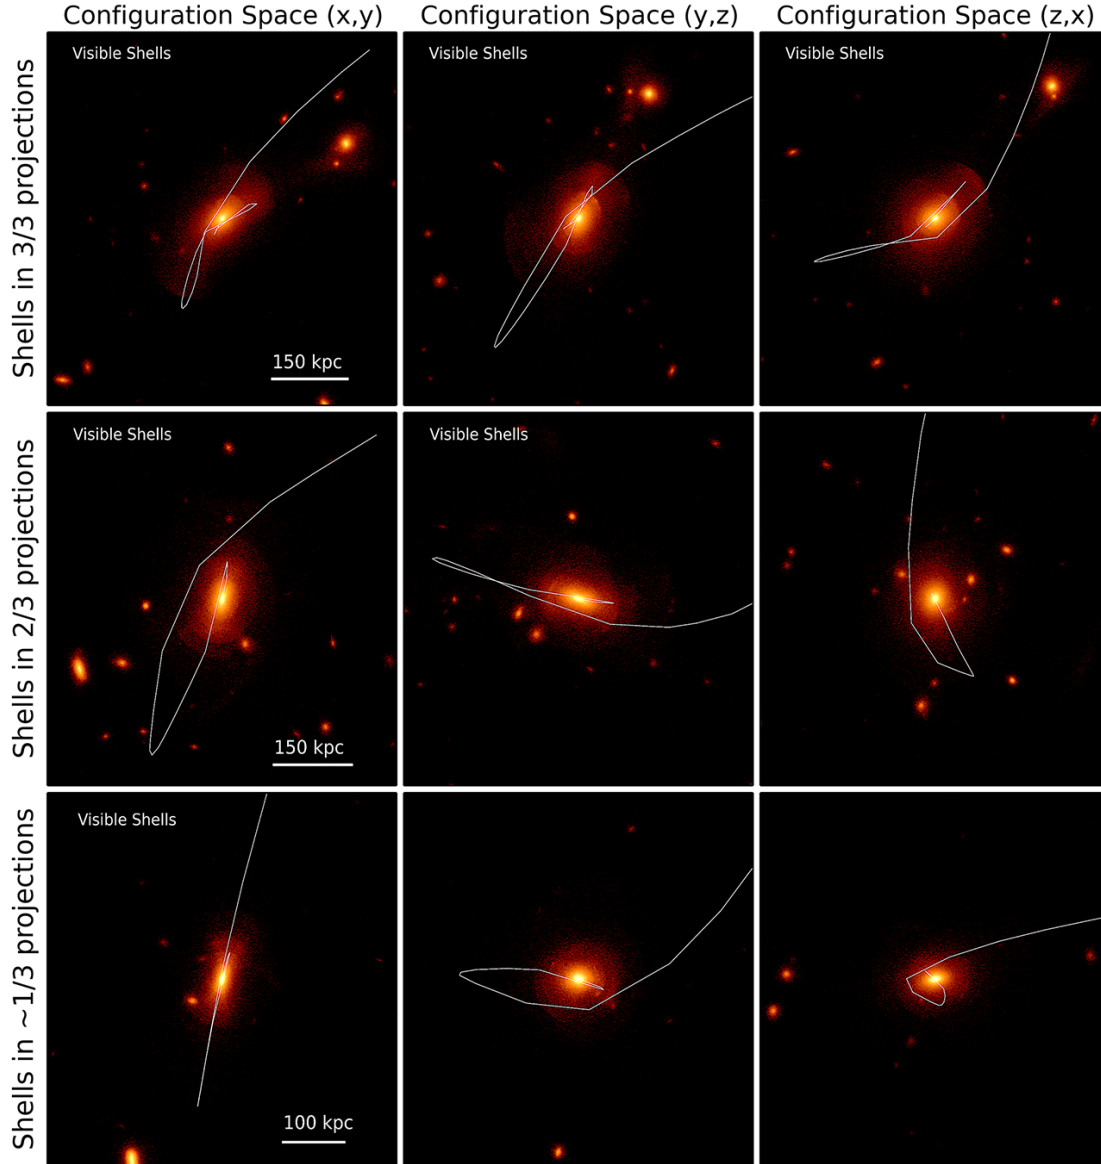 Configuration Space (x,y)
Configuration Space (y,z)
Configuration Space (z,x)
Shells in 3/3 projections
Visible Shells
Visible Shells
Visible Shells
150 kpc
Shells in 2/3 projections
Visible Shells
Visible Shells
150 kpc
Shells in ~1/3 projections
Visible Shells
100 kpc